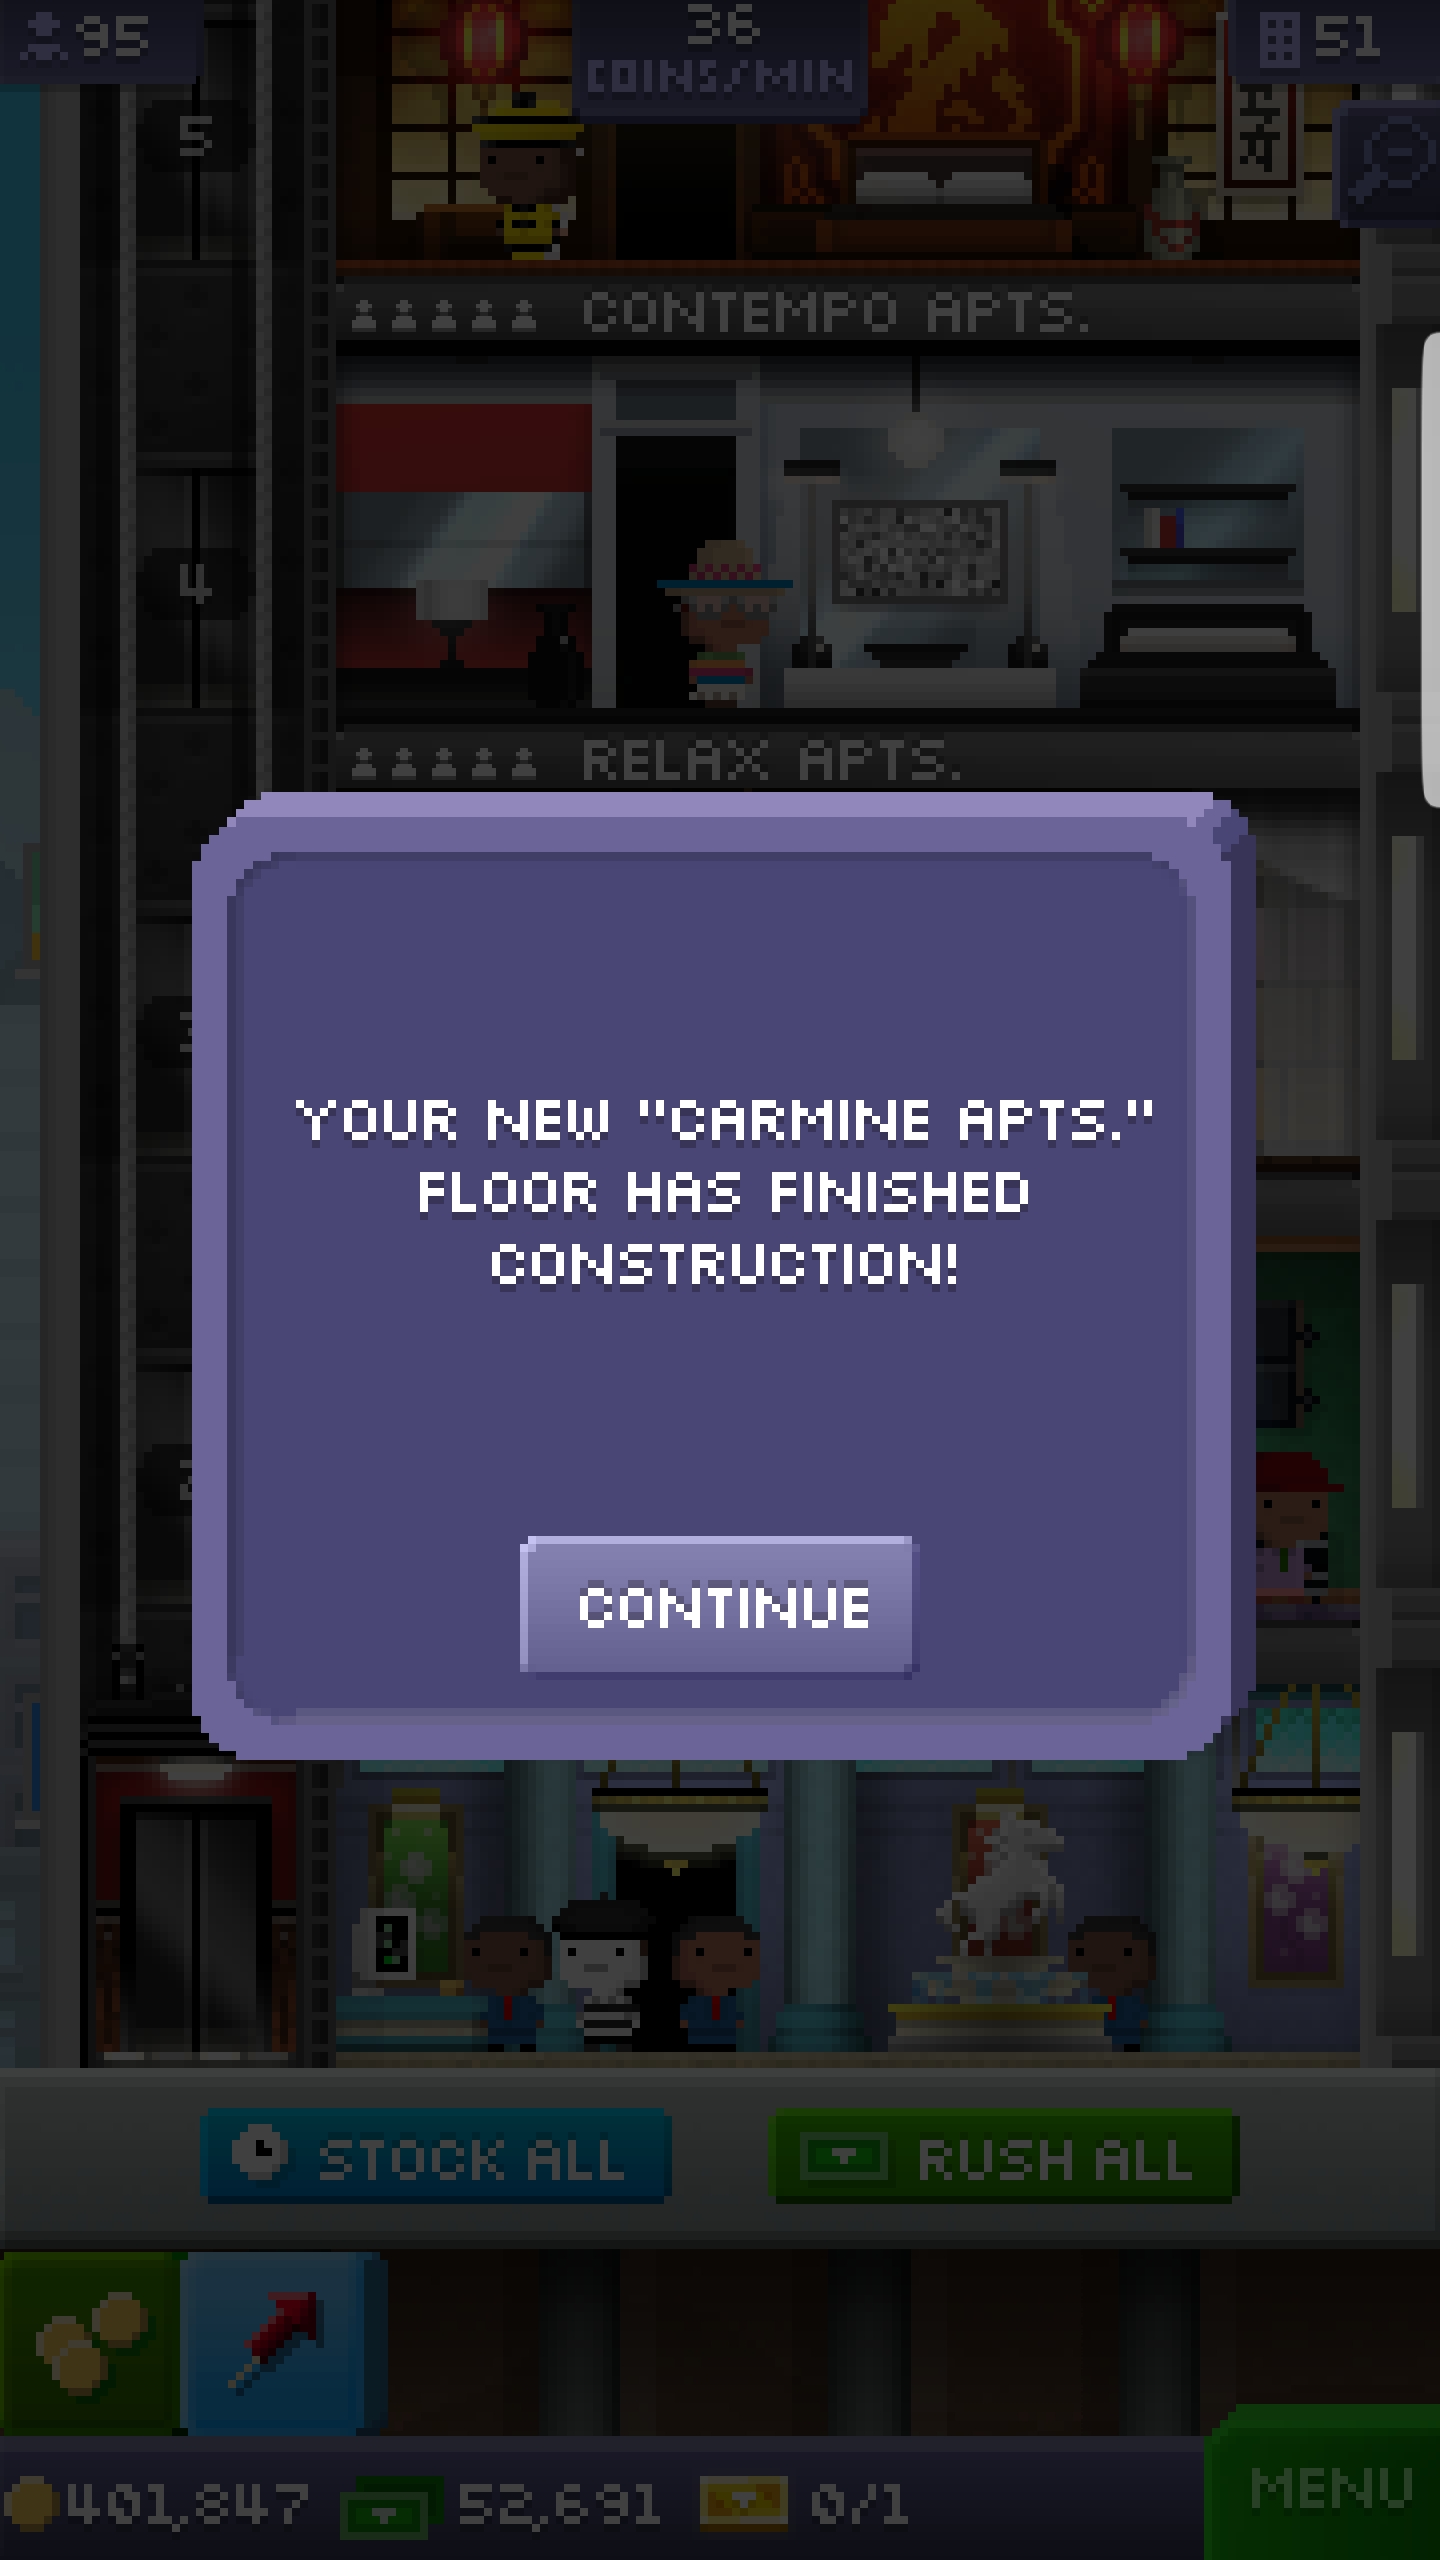 95
36
COINS/MIN
51
5
CONTEMPO APTS.
4
RELAX APTS.
YOUR NEW "CARMINE APTS."
FLOOR HAS FINISHED
CONSTRUCTION!
CONTINUE
STOCK ALL
RUSH ALL
401,847
52,691
0/1
MENU